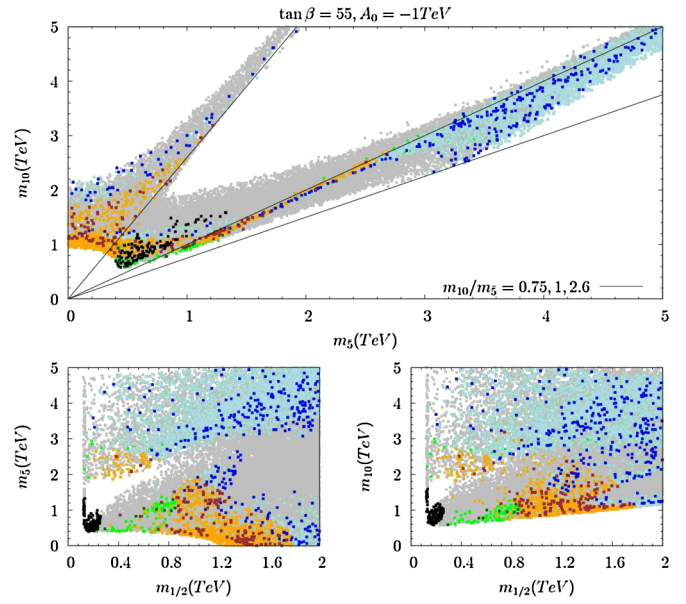 tan β = 55, A₀ = −1TeV
5
4
3
2
1
0
m₁₀(TeV)
m₁₀/m₅̄ = 0.75, 1, 2.6
0 1 2 3 4 5
m₅̄(TeV)
5
4
3
2
1
0
m₅̄(TeV)
0 0.4 0.8 1.2 1.6 2
m₁/₂(TeV)
5
4
3
2
1
0
m₁₀(TeV)
0 0.4 0.8 1.2 1.6 2
m₁/₂(TeV)